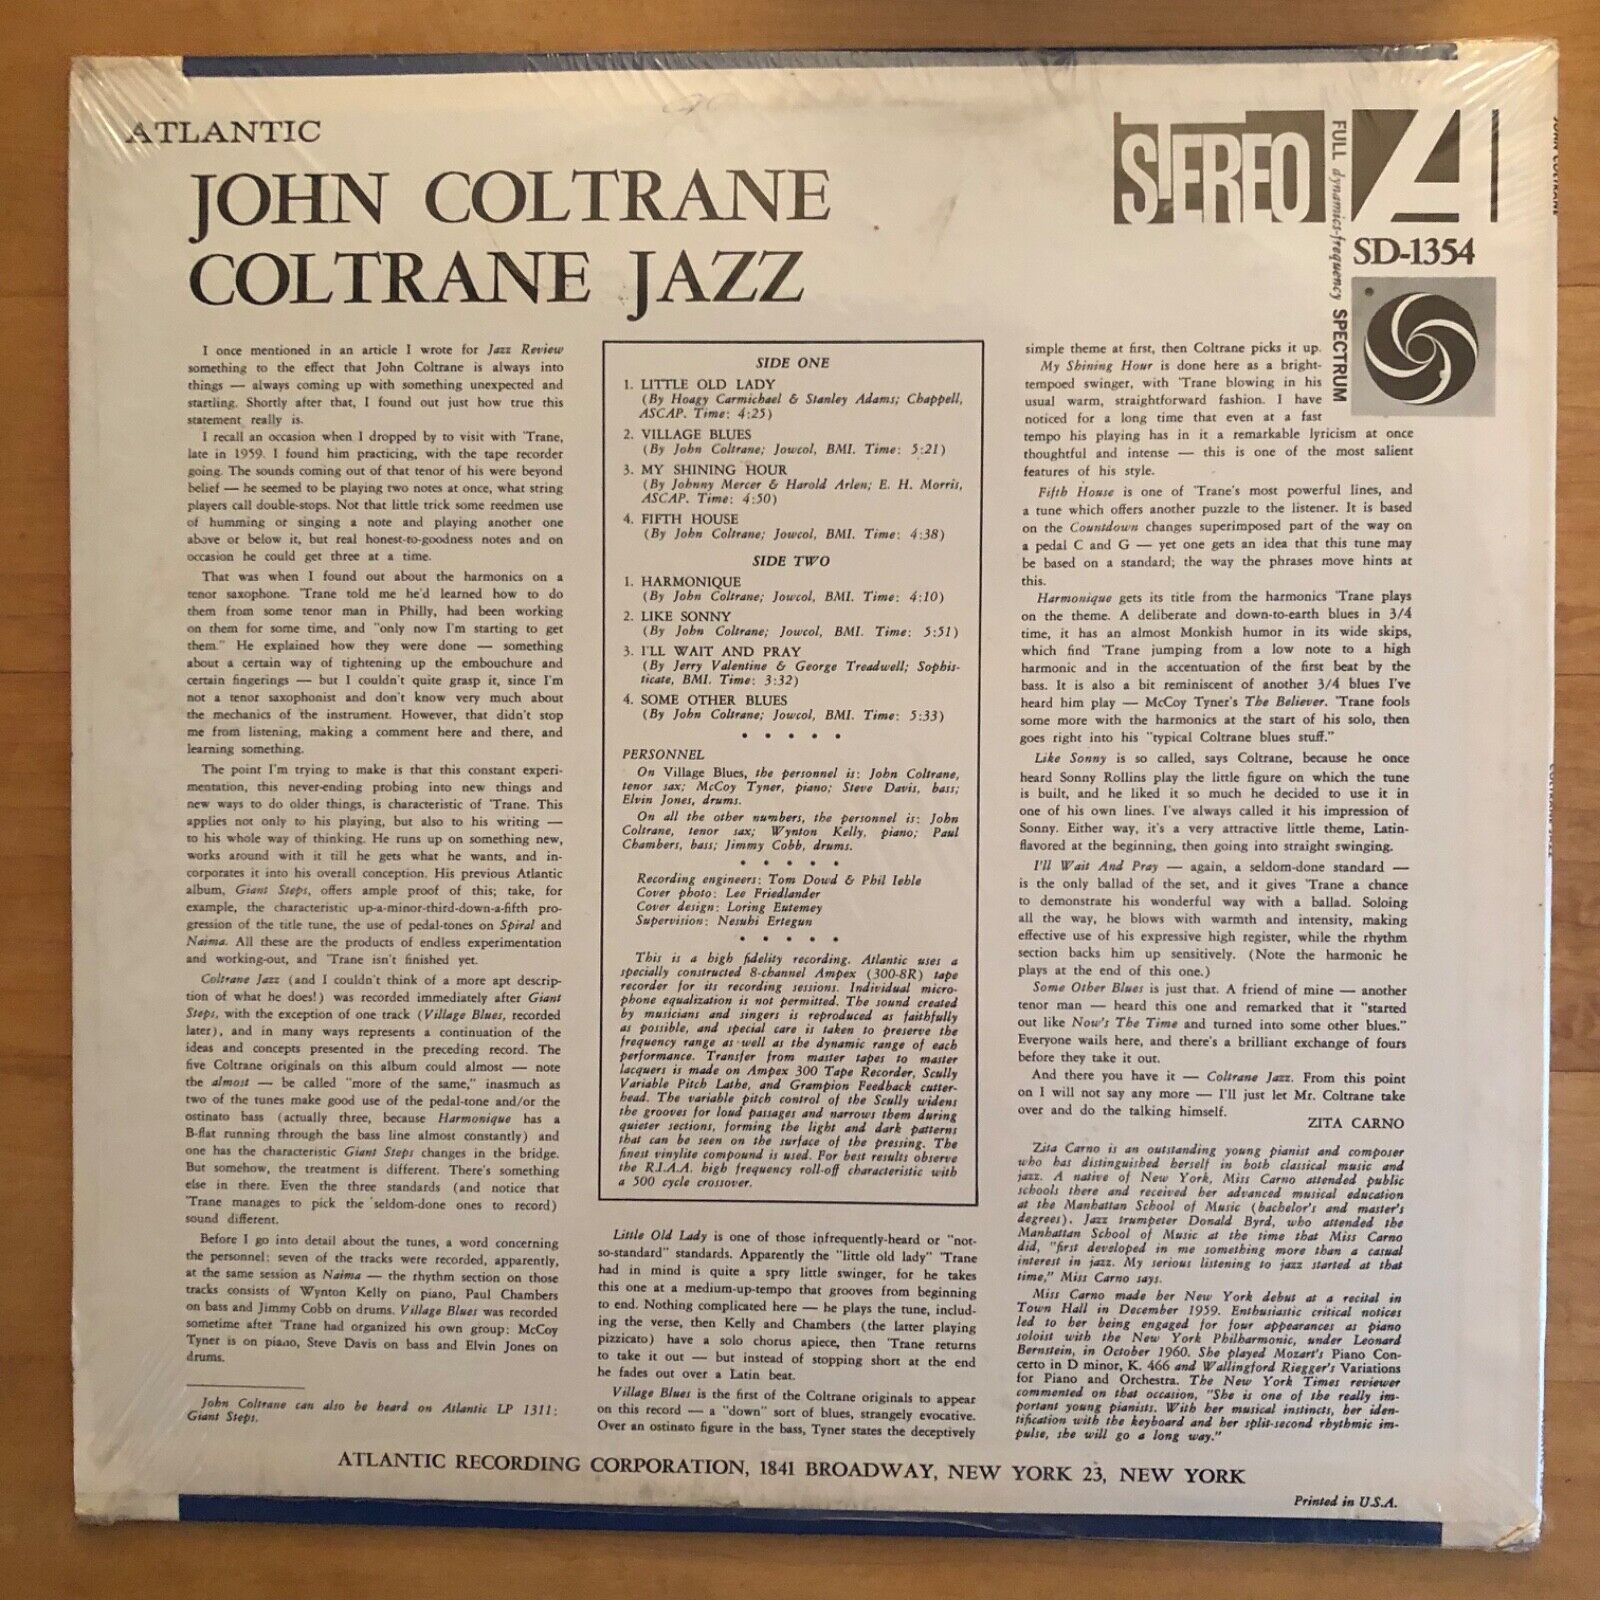 ATLANTIC
JOHN COLTRANE
COLTRANE JAZZ
STEREO
FULL dynamics-frequency SPECTRUM
SD-1354
JOHN COLTRANE
I once mentioned in an article I wrote for Jazz Review
something to the effect that John Coltrane is always into
things — always coming up with something unexpected and
startling. Shortly after that, I found out just how true this
statement really is.
I recall an occasion when I dropped by to visit with 'Trane,
late in 1959. I found him practicing, with the tape recorder
going. The sounds coming out of that tenor of his were beyond
belief — he seemed to be playing two notes at once, what string
players call double-stops. Not that little trick some reedmen use
of humming or singing a note and playing another one
above or below it, but real honest-to-goodness notes and on
occasion he could get three at a time.
That was when I found out about the harmonics on a
tenor saxophone. 'Trane told me he'd learned how to do
them from some tenor man in Philly, had been working
on them for some time, and "only now I'm starting to get
them." He explained how they were done — something
about a certain way of tightening up the embouchure and
certain fingerings — but I couldn't quite grasp it, since I'm
not a tenor saxophonist and don't know very much about
the mechanics of the instrument. However, that didn't stop
me from listening, making a comment here and there, and
learning something.
The point I'm trying to make is that this constant experi-
mentation, this never-ending probing into new things and
new ways to do older things, is characteristic of 'Trane. This
applies not only to his playing, but also to his writing —
to his whole way of thinking. He runs up on something new,
works around with it till he gets what he wants, and in-
corporates it into his overall conception. His previous Atlantic
album, Giant Steps, offers ample proof of this; take, for
example, the characteristic up-a-minor-third-down-a-fifth pro-
gression of the title tune, the use of pedal-tones on Spiral and
Naima. All these are the products of endless experimentation
and working-out, and 'Trane isn't finished yet.
Coltrane Jazz (and I couldn't think of a more apt descrip-
tion of what he does!) was recorded immediately after Giant
Steps, with the exception of one track (Village Blues, recorded
later), and in many ways represents a continuation of the
ideas and concepts presented in the preceding record. The
five Coltrane originals on this album could almost — note
the almost — be called "more of the same," inasmuch as
two of the tunes make good use of the pedal-tone and/or the
ostinato bass (actually three, because Harmonique has a
B-flat running through the bass line almost constantly) and
one has the characteristic Giant Steps changes in the bridge.
But somehow, the treatment is different. There's something
else in there. Even the three standards (and notice that
'Trane manages to pick the seldom-done ones to record)
sound different.
Before I go into detail about the tunes, a word concerning
the personnel: seven of the tracks were recorded, apparently,
at the same session as Naima — the rhythm section on those
tracks consists of Wynton Kelly on piano, Paul Chambers
on bass and Jimmy Cobb on drums. Village Blues was recorded
sometime after 'Trane had organized his own group: McCoy
Tyner is on piano, Steve Davis on bass and Elvin Jones on
drums.
John Coltrane can also be heard on Atlantic LP 1311:
Giant Steps.
SIDE ONE
1. LITTLE OLD LADY
(By Hoagy Carmichael & Stanley Adams; Chappell,
ASCAP. Time: 4:25)
2. VILLAGE BLUES
(By John Coltrane; Jowcol, BMI. Time: 5:21)
3. MY SHINING HOUR
(By Johnny Mercer & Harold Arlen; E. H. Morris,
ASCAP. Time: 4:50)
4. FIFTH HOUSE
(By John Coltrane; Jowcol, BMI. Time: 4:38)
SIDE TWO
1. HARMONIQUE
(By John Coltrane; Jowcol, BMI. Time: 4:10)
2. LIKE SONNY
(By John Coltrane; Jowcol, BMI. Time: 5:51)
3. I'LL WAIT AND PRAY
(By Jerry Valentine & George Treadwell; Sophis-
ticate, BMI. Time: 3:32)
4. SOME OTHER BLUES
(By John Coltrane; Jowcol, BMI. Time: 5:33)
PERSONNEL
On Village Blues, the personnel is: John Coltrane,
tenor sax; McCoy Tyner, piano; Steve Davis, bass;
Elvin Jones, drums.
On all the other numbers, the personnel is: John
Coltrane, tenor sax; Wynton Kelly, piano; Paul
Chambers, bass; Jimmy Cobb, drums.
Recording engineers: Tom Dowd & Phil Iehle
Cover photo: Lee Friedlander
Cover design: Loring Eutemey
Supervision: Nesuhi Ertegun
This is a high fidelity recording. Atlantic uses a
specially constructed 8-channel Ampex (300-8R) tape
recorder for its recording sessions. Individual micro-
phone equalization is not permitted. The sound created
by musicians and singers is reproduced as faithfully
as possible, and special care is taken to preserve the
frequency range as well as the dynamic range of each
performance. Transfer from master tapes to master
lacquers is made on Ampex 300 Tape Recorder, Scully
Variable Pitch Lathe, and Grampion Feedback cutter-
head. The variable pitch control of the Scully widens
the grooves for loud passages and narrows them during
quieter sections, forming the light and dark patterns
that can be seen on the surface of the pressing. The
finest vinylite compound is used. For best results observe
the R.I.A.A. high frequency roll-off characteristic with
a 500 cycle crossover.
Little Old Lady is one of those infrequently-heard or "not-
so-standard" standards. Apparently the "little old lady" 'Trane
had in mind is quite a spry little swinger, for he takes
this one at a medium-up-tempo that grooves from beginning
to end. Nothing complicated here — he plays the tune, includ-
ing the verse, then Kelly and Chambers (the latter playing
pizzicato) have a solo chorus apiece, then 'Trane returns
to take it out — but instead of stopping short at the end
he fades out over a Latin beat.
Village Blues is the first of the Coltrane originals to appear
on this record — a "down" sort of blues, strangely evocative.
Over an ostinato figure in the bass, Tyner states the deceptively
simple theme at first, then Coltrane picks it up.
My Shining Hour is done here as a bright-
tempoed swinger, with 'Trane blowing in his
usual warm, straightforward fashion. I have
noticed for a long time that even at a fast
tempo his playing has in it a remarkable lyricism at once
thoughtful and intense — this is one of the most salient
features of his style.
Fifth House is one of 'Trane's most powerful lines, and
a tune which offers another puzzle to the listener. It is based
on the Countdown changes superimposed part of the way on
a pedal C and G — yet one gets an idea that this tune may
be based on a standard; the way the phrases move hints at
this.
Harmonique gets its title from the harmonics 'Trane plays
on the theme. A deliberate and down-to-earth blues in 3/4
time, it has an almost Monkish humor in its wide skips,
which find 'Trane jumping from a low note to a high
harmonic and in the accentuation of the first beat by the
bass. It is also a bit reminiscent of another 3/4 blues I've
heard him play — McCoy Tyner's The Believer. 'Trane fools
some more with the harmonics at the start of his solo, then
goes right into his "typical Coltrane blues stuff."
Like Sonny is so called, says Coltrane, because he once
heard Sonny Rollins play the little figure on which the tune
is built, and he liked it so much he decided to use it in
one of his own lines. I've always called it his impression of
Sonny. Either way, it's a very attractive little theme, Latin-
flavored at the beginning, then going into straight swinging.
I'll Wait And Pray — again, a seldom-done standard —
is the only ballad of the set, and it gives 'Trane a chance
to demonstrate his wonderful way with a ballad. Soloing
all the way, he blows with warmth and intensity, making
effective use of his expressive high register, while the rhythm
section backs him up sensitively. (Note the harmonic he
plays at the end of this one.)
Some Other Blues is just that. A friend of mine — another
tenor man — heard this one and remarked that it "started
out like Now's The Time and turned into some other blues."
Everyone wails here, and there's a brilliant exchange of fours
before they take it out.
And there you have it — Coltrane Jazz. From this point
on I will not say any more — I'll just let Mr. Coltrane take
over and do the talking himself.
ZITA CARNO
Zita Carno is an outstanding young pianist and composer
who has distinguished herself in both classical music and
jazz. A native of New York, Miss Carno attended public
schools there and received her advanced musical education
at the Manhattan School of Music (bachelor's and master's
degrees). Jazz trumpeter Donald Byrd, who attended the
Manhattan School of Music at the time that Miss Carno
did, "first developed in me something more than a casual
interest in jazz. My serious listening to jazz started at that
time," Miss Carno says.
Miss Carno made her New York debut at a recital in
Town Hall in December 1959. Enthusiastic critical notices
led to her being engaged for four appearances as piano
soloist with the New York Philharmonic, under Leonard
Bernstein, in October 1960. She played Mozart's Piano Con-
certo in D minor, K. 466 and Wallingford Riegger's Variations
for Piano and Orchestra. The New York Times reviewer
commented on that occasion, "She is one of the really im-
portant young pianists. With her musical instincts, her iden-
tification with the keyboard and her split-second rhythmic im-
pulse, she will go a long way."
ATLANTIC RECORDING CORPORATION, 1841 BROADWAY, NEW YORK 23, NEW YORK
Printed in U.S.A.